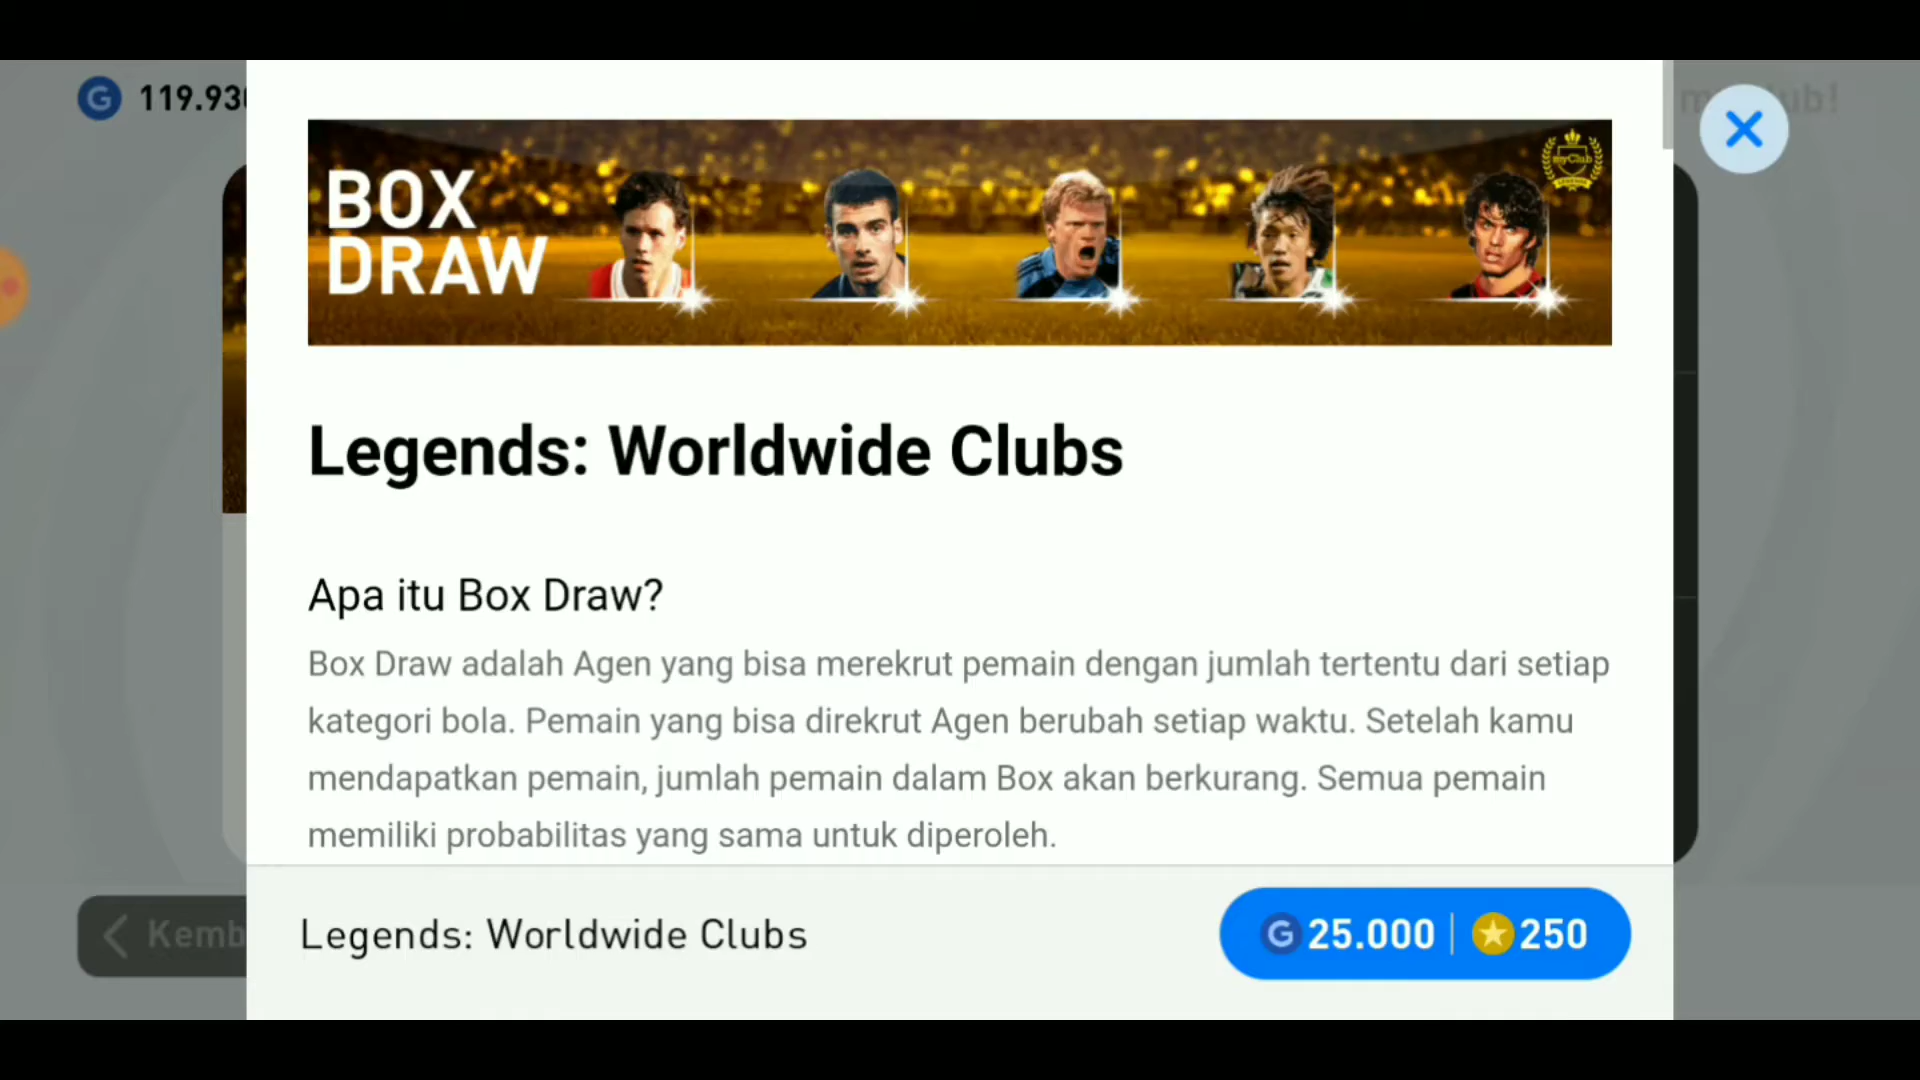 119.93
BOX
DRAW
myClub
Legends: Worldwide Clubs
Apa itu Box Draw?
Box Draw adalah Agen yang bisa merekrut pemain dengan jumlah tertentu dari setiap
kategori bola. Pemain yang bisa direkrut Agen berubah setiap waktu. Setelah kamu
mendapatkan pemain, jumlah pemain dalam Box akan berkurang. Semua pemain
memiliki probabilitas yang sama untuk diperoleh.
Kemb
Legends: Worldwide Clubs
G 25.000 | 250